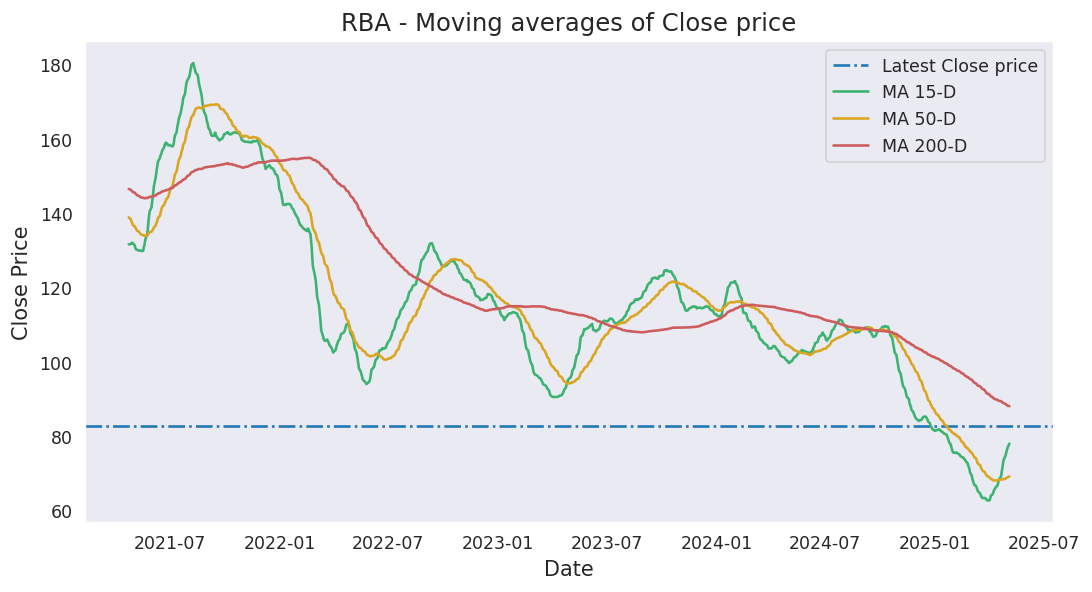 RBA - Moving averages of Close price
Latest Close price
MA 15-D
MA 50-D
MA 200-D
180
160
140
120
100
80
60
Close Price
2021-07 2022-01 2022-07 2023-01 2023-07 2024-01 2024-07 2025-01 2025-07
Date